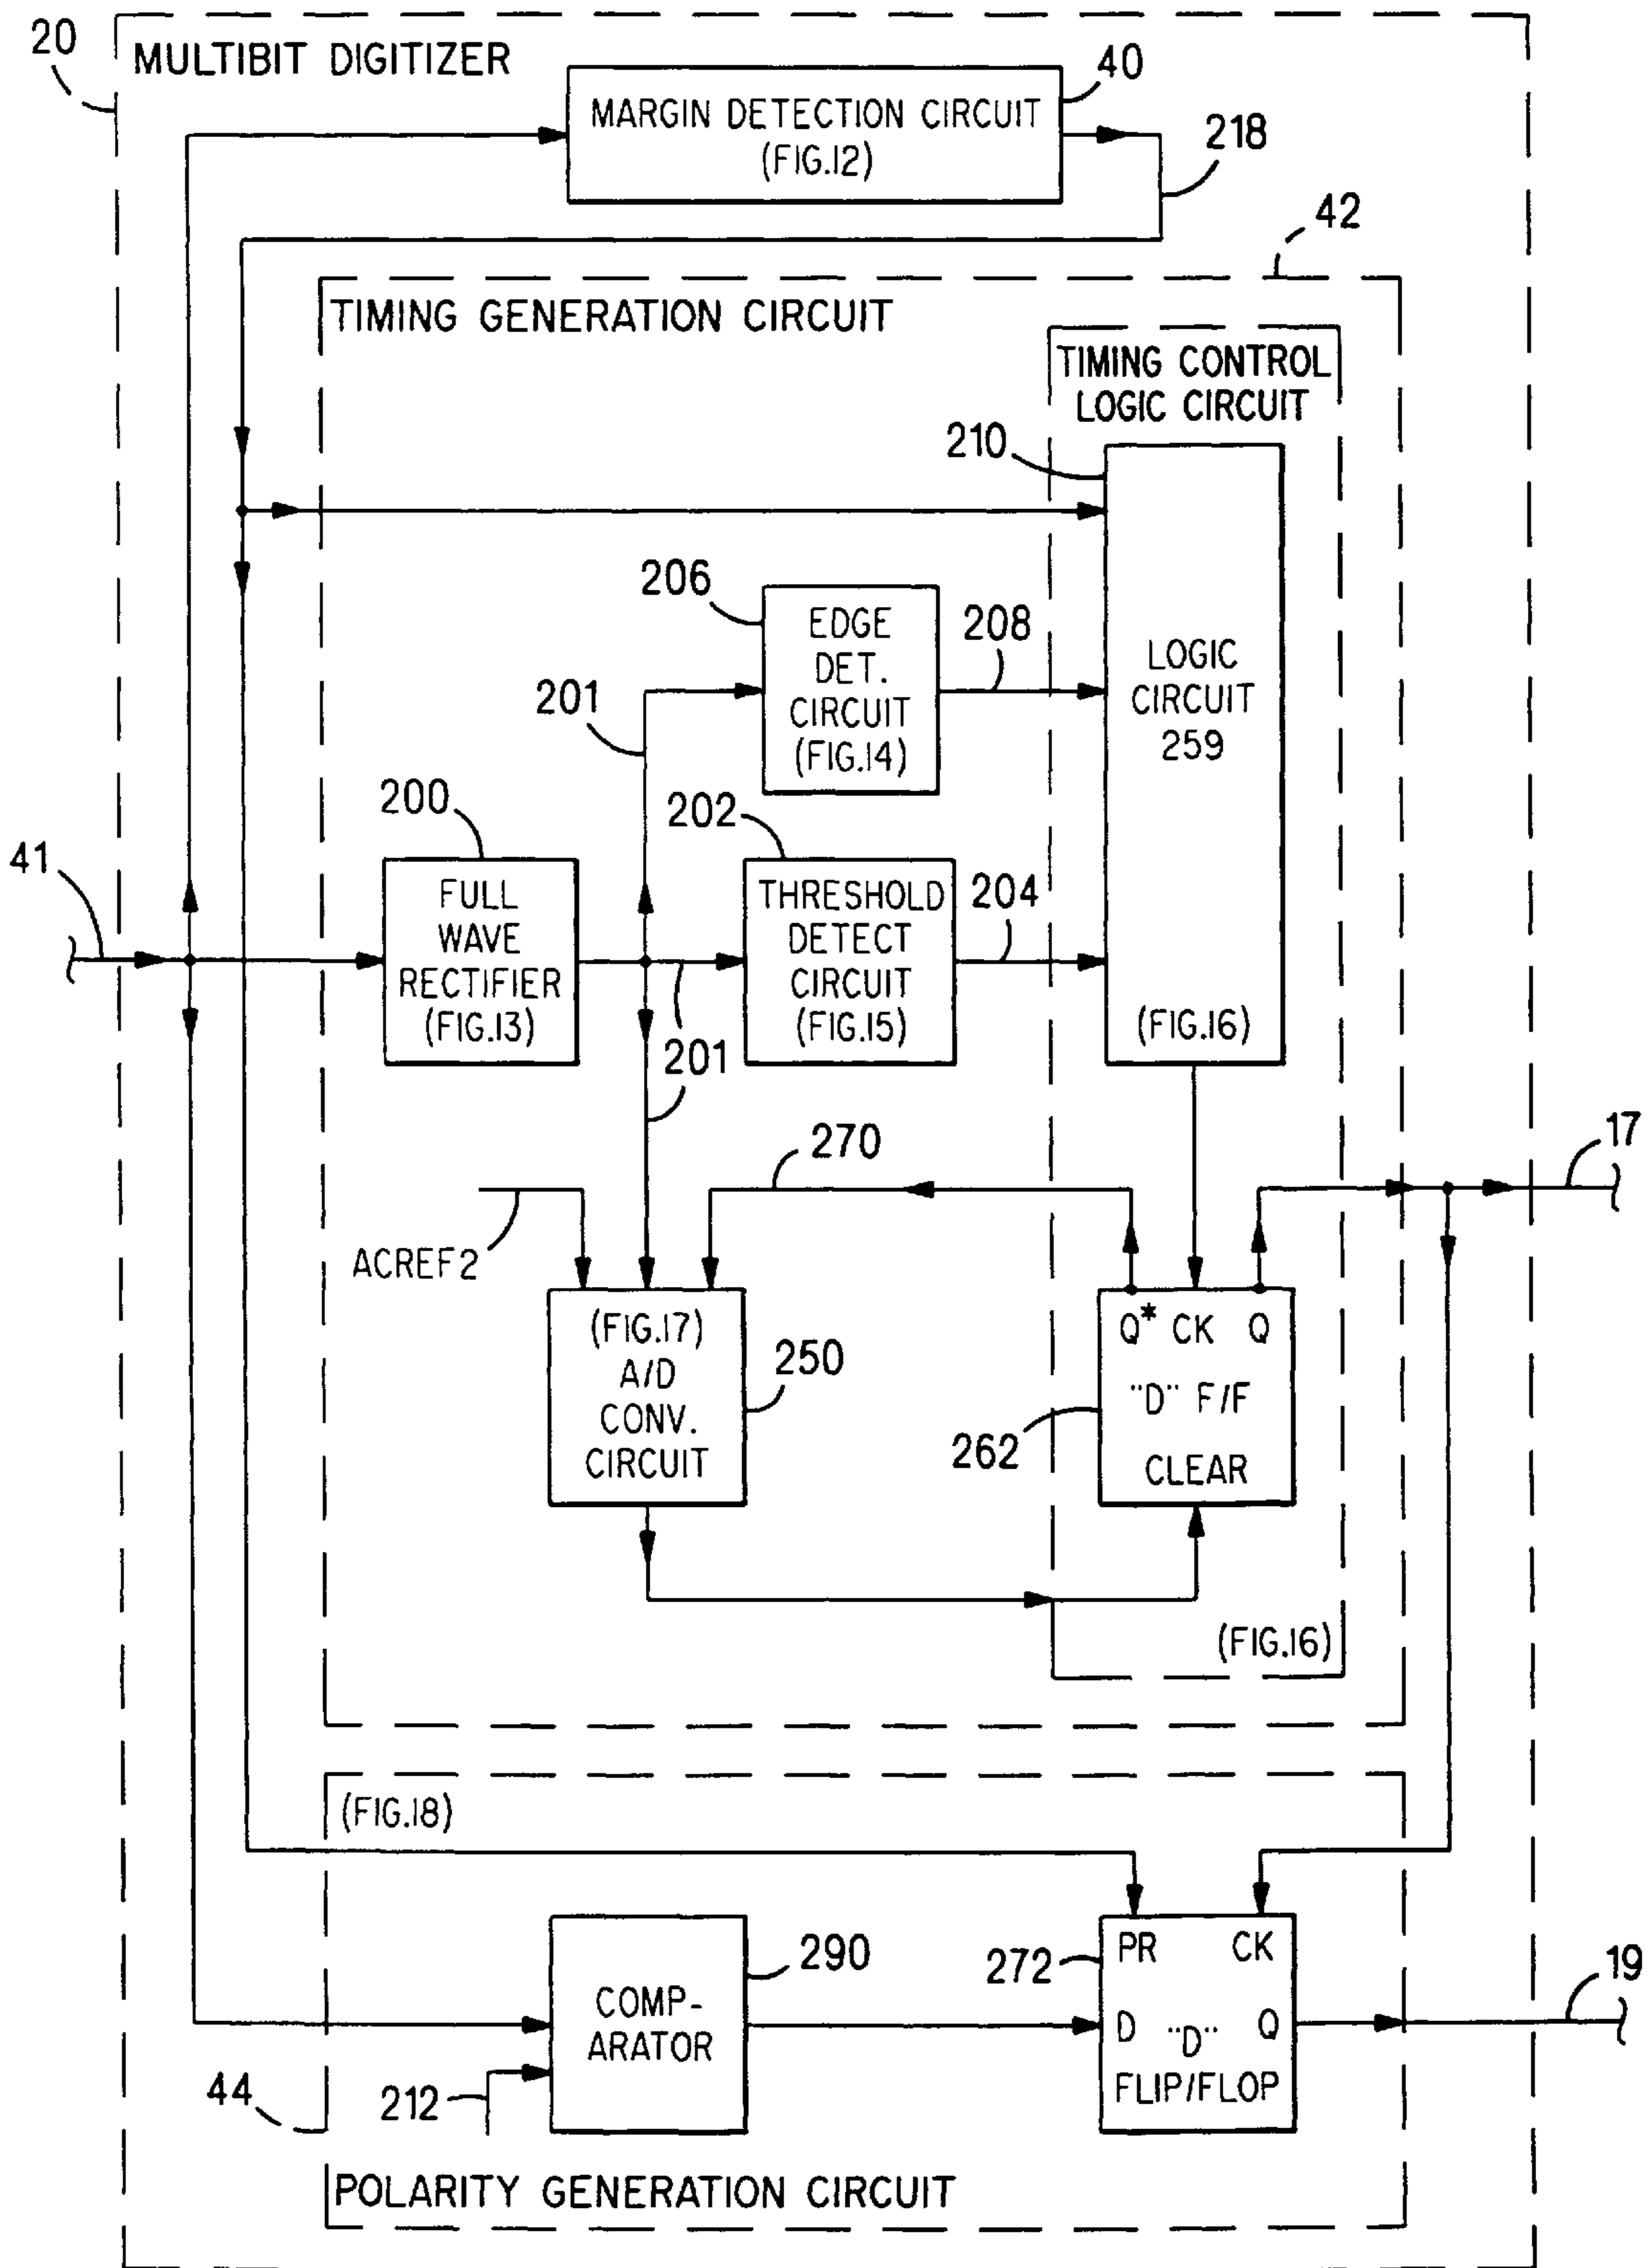 20
MULTIBIT DIGITIZER
40
MARGIN DETECTION CIRCUIT
(FIG.12)
218
42
TIMING GENERATION CIRCUIT
TIMING CONTROL
LOGIC CIRCUIT
210
206
EDGE
DET.
CIRCUIT
(FIG.14)
208
LOGIC
CIRCUIT
259
(FIG.16)
201
200
FULL
WAVE
RECTIFIER
(FIG.13)
202
THRESHOLD
DETECT
CIRCUIT
(FIG.15)
204
41
201
270
17
ACREF2
(FIG.17)
A/D
CONV.
CIRCUIT
250
Q* CK Q
"D" F/F
CLEAR
262
(FIG.16)
(FIG.18)
COMP-
ARATOR
290
272
PR CK
D "D" Q
FLIP/FLOP
19
44
212
POLARITY GENERATION CIRCUIT